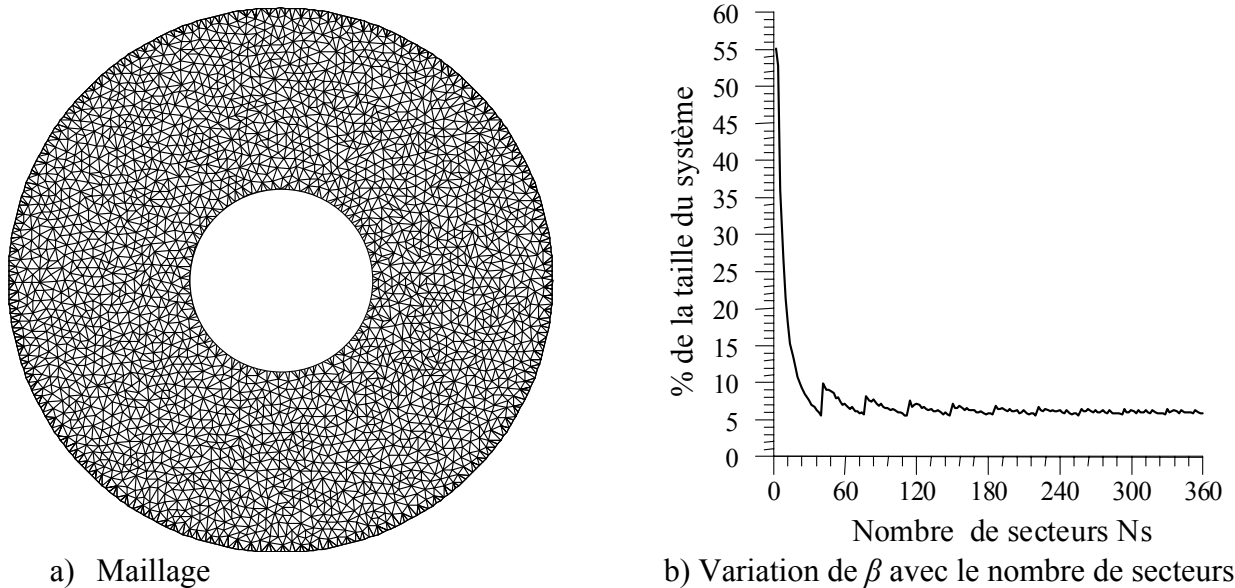 60
55
50
45
40
35
30
25
20
15
10
5
0
% de la taille du système
0 60 120 180 240 300 360
Nombre de secteurs Ns
a) Maillage
b) Variation de β avec le nombre de secteurs